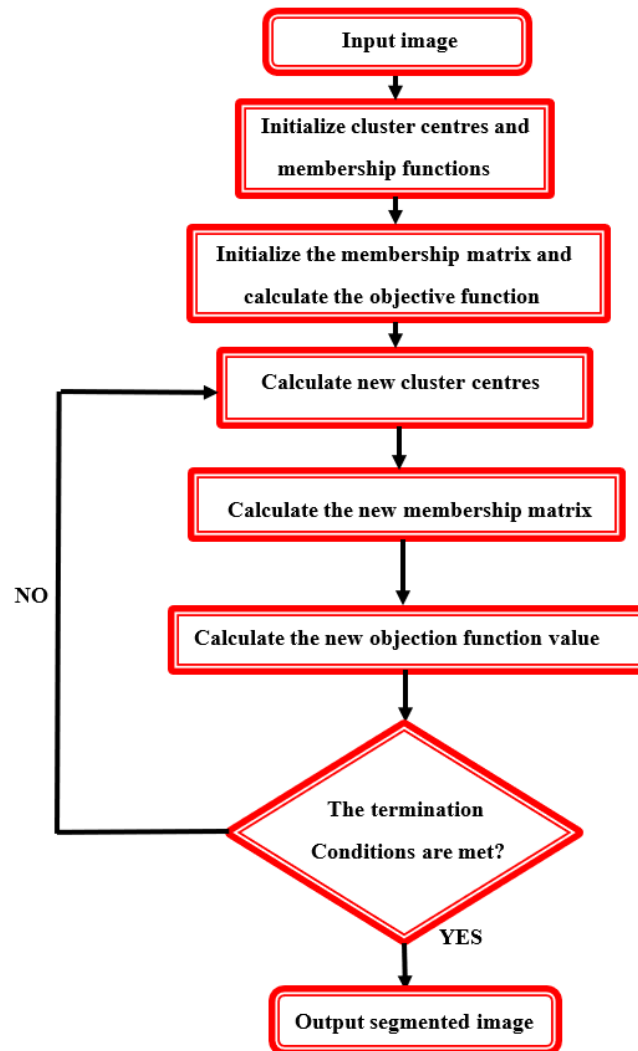 Input image
Initialize cluster centres and
membership functions
Initialize the membership matrix and
calculate the objective function
Calculate new cluster centres
Calculate the new membership matrix
NO
Calculate the new objection function value
The termination
Conditions are met?
YES
Output segmented image